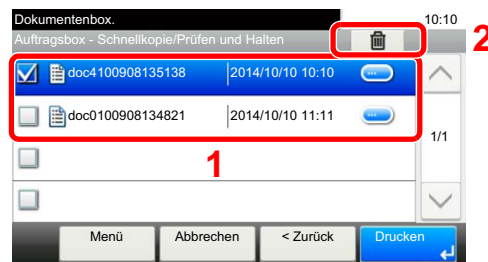 Dokumentenbox.
10:10
Auftragsbox - Schnellkopie/Prüfen und Halten
2
doc4100908135138 2014/10/10 10:10 ...
doc0100908134821 2014/10/10 11:11 ...
1/1
1
Menü Abbrechen < Zurück Drucken